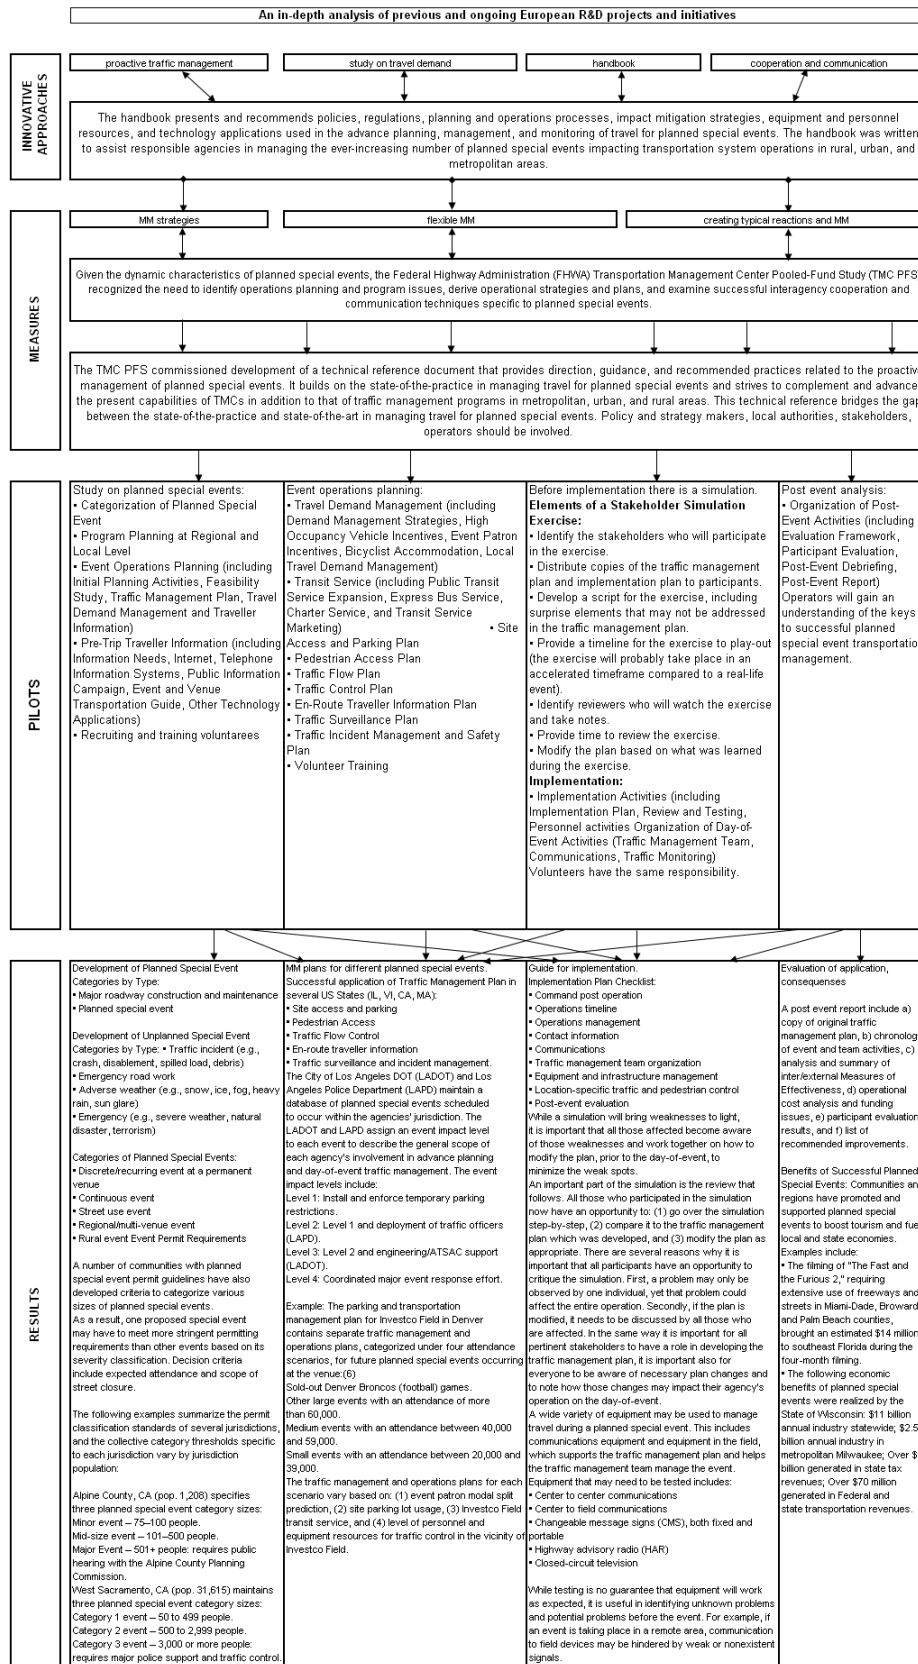 An in-depth analysis of previous and ongoing European R&D projects and initiatives
INNOVATIVE
APPROACHES
proactive traffic management
study on travel demand
handbook
cooperation and communication
The handbook presents and recommends policies, regulations, planning and operations processes, impact mitigation strategies, equipment and personnel
resources, and technology applications used in the advance planning, management, and monitoring of travel for planned special events. The handbook was written
to assist responsible agencies in managing the ever-increasing number of planned special events impacting transportation system operations in rural, urban, and
metropolitan areas.
MEASURES
MM strategies
flexible MM
creating typical reactions and MM
Given the dynamic characteristics of planned special events, the Federal Highway Administration (FHWA) Transportation Management Center Pooled-Fund Study (TMC PFS)
recognized the need to identify operations planning and program issues, derive operational strategies and plans, and examine successful interagency cooperation and
communication techniques specific to planned special events.
The TMC PFS commissioned development of a technical reference document that provides direction, guidance, and recommended practices related to the proactive
management of planned special events. It builds on the state-of-the-practice in managing travel for planned special events and strives to complement and advance
the present capabilities of TMCs in addition to that of traffic management programs in metropolitan, urban, and rural areas. This technical reference bridges the gap
between the state-of-the-practice and state-of-the-art in managing travel for planned special events. Policy and strategy makers, local authorities, stakeholders,
operators should be involved.
PILOTS
Study on planned special events:
▪ Categorization of Planned Special
Event
▪ Program Planning at Regional and
Local Level
▪ Event Operations Planning (including
Initial Planning Activities, Feasibility
Study, Traffic Management Plan, Travel
Demand Management and Traveller
Information)
▪ Pre-Trip Traveller Information (including
Information Needs, Internet, Telephone
Information Systems, Public Information
Campaign, Event and Venue
Transportation Guide, Other Technology
Applications)
▪ Recruiting and training voluntarees
Event operations planning:
▪ Travel Demand Management (including
Demand Management Strategies, High
Occupancy Vehicle Incentives, Event Patron
Incentives, Bicyclist Accommodation, Local
Travel Demand Management)
▪ Transit Service (including Public Transit
Service Expansion, Express Bus Service,
Charter Service, and Transit Service
Marketing) ▪ Site
Access and Parking Plan
▪ Pedestrian Access Plan
▪ Traffic Flow Plan
▪ Traffic Control Plan
▪ En-Route Traveller Information Plan
▪ Traffic Surveillance Plan
▪ Traffic Incident Management and Safety
Plan
▪ Volunteer Training
Before implementation there is a simulation.
Elements of a Stakeholder Simulation
Exercise:
▪ Identify the stakeholders who will participate
in the exercise.
▪ Distribute copies of the traffic management
plan and implementation plan to participants.
▪ Develop a script for the exercise, including
surprise elements that may not be addressed
in the traffic management plan.
▪ Provide a timeline for the exercise to play-out
(the exercise will probably take place in an
accelerated timeframe compared to a real-life
event).
▪ Identify reviewers who will watch the exercise
and take notes.
▪ Provide time to review the exercise.
▪ Modify the plan based on what was learned
during the exercise.
Implementation:
▪ Implementation Activities (including
Implementation Plan, Review and Testing,
Personnel activities Organization of Day-of-
Event Activities (Traffic Management Team,
Communications, Traffic Monitoring)
Volunteers have the same responsibility.
Post event analysis:
▪ Organization of Post-
Event Activities (including
Evaluation Framework,
Participant Evaluation,
Post-Event Debriefing,
Post-Event Report)
Operators will gain an
understanding of the keys
to successful planned
special event transportation
management.
RESULTS
Development of Planned Special Event
Categories by Type:
▪ Major roadway construction and maintenance
▪ Planned special event
Development of Unplanned Special Event
Categories by Type: ▪ Traffic incident (e.g.,
crash, disablement, spilled load, debris)
▪ Emergency road work
▪ Adverse weather (e.g., snow, ice, fog, heavy
rain, sun glare)
▪ Emergency (e.g., severe weather, natural
disaster, terrorism)
Categories of Planned Special Events:
▪ Discrete/recurring event at a permanent
venue
▪ Continuous event
▪ Street use event
▪ Regional/multi-venue event
▪ Rural event Event Permit Requirements
A number of communities with planned
special event permit guidelines have also
developed criteria to categorize various
sizes of planned special events.
As a result, one proposed special event
may have to meet more stringent permitting
requirements than other events based on its
severity classification. Decision criteria
include expected attendance and scope of
street closure.
The following examples summarize the permit
classification standards of several jurisdictions,
and the collective category thresholds specific
to each jurisdiction vary by jurisdiction
population:
Alpine County, CA (pop. 1,208) specifies
three planned special event category sizes:
Minor event – 75–100 people.
Mid-size event – 101–500 people.
Major Event – 501+ people: requires public
hearing with the Alpine County Planning
Commission.
West Sacramento, CA (pop. 31,615) maintains
three planned special event category sizes:
Category 1 event – 50 to 499 people.
Category 2 event – 500 to 2,999 people.
Category 3 event – 3,000 or more people:
requires major police support and traffic control.
MM plans for different planned special events.
Successful application of Traffic Management Plan in
several US States (IL, VI, CA, MA):
▪ Site access and parking
▪ Pedestrian Access
▪ Traffic Flow Control
▪ En-route traveller information
▪ Traffic surveillance and incident management.
The City of Los Angeles DOT (LADOT) and Los
Angeles Police Department (LAPD) maintain a
database of planned special events scheduled
to occur within the agencies' jurisdiction. The
LADOT and LAPD assign an event impact level
to each event to describe the general scope of
each agency's involvement in advance planning
and day-of-event traffic management. The event
impact levels include:
Level 1: Install and enforce temporary parking
restrictions.
Level 2: Level 1 and deployment of traffic officers
(LAPD).
Level 3: Level 2 and engineering/ATSAC support
(LADOT).
Level 4: Coordinated major event response effort.
Example: The parking and transportation
management plan for Investco Field in Denver
contains separate traffic management and
operations plans, categorized under four attendance
scenarios, for future planned special events occurring
at the venue:(6)
Sold-out Denver Broncos (football) games.
Other large events with an attendance of more
than 60,000.
Medium events with an attendance between 40,000
and 59,000.
Small events with an attendance between 20,000 and
39,000.
The traffic management and operations plans for each
scenario vary based on: (1) event patron modal split
prediction, (2) site parking lot usage, (3) Investco Field
transit service, and (4) level of personnel and
equipment resources for traffic control in the vicinity of
Investco Field.
Guide for implementation.
Implementation Plan Checklist:
▪ Command post operation
▪ Operations timeline
▪ Operations management
▪ Contact information
▪ Communications
▪ Traffic management team organization
▪ Equipment and infrastructure management
▪ Location-specific traffic and pedestrian control
▪ Post-event evaluation
While a simulation will bring weaknesses to light,
it is important that all those affected become aware
of those weaknesses and work together on how to
modify the plan, prior to the day-of-event, to
minimize the weak spots.
An important part of the simulation is the review that
follows. All those who participated in the simulation
now have an opportunity to: (1) go over the simulation
step-by-step, (2) compare it to the traffic management
plan which was developed, and (3) modify the plan as
appropriate. There are several reasons why it is
important that all participants have an opportunity to
critique the simulation. First, a problem may only be
observed by one individual, yet that problem could
affect the entire operation. Secondly, if the plan is
modified, it needs to be discussed by all those who
are affected. In the same way it is important for all
pertinent stakeholders to have a role in developing the
traffic management plan, it is important also for
everyone to be aware of necessary plan changes and
to note how those changes may impact their agency's
operation on the day-of-event.
A wide variety of equipment may be used to manage
travel during a planned special event. This includes
communications equipment and equipment in the field,
which supports the traffic management plan and helps
the traffic management team manage the event.
Equipment that may need to be tested includes:
▪ Center to center communications
▪ Center to field communications
▪ Changeable message signs (CMS), both fixed and
portable
▪ Highway advisory radio (HAR)
▪ Closed-circuit television
While testing is no guarantee that equipment will work
as expected, it is useful in identifying unknown problems
and potential problems before the event. For example, if
an event is taking place in a remote area, communication
to field devices may be hindered by weak or nonexistent
signals.
Evaluation of application,
consequences
A post event report include a)
copy of original traffic
management plan, b) chronology
of event and team activities, c)
analysis and summary of
inter/external Measures of
Effectiveness, d) operational
cost analysis and funding
issues, e) participant evaluation
results, and f) list of
recommended improvements.
Benefits of Successful Planned
Special Events: Communities and
regions have promoted and
supported planned special
events to boost tourism and fuel
local and state economies.
Examples include:
▪ The filming of "The Fast and
the Furious 2," requiring
extensive use of freeways and
streets in Miami-Dade, Broward,
and Palm Beach counties,
brought an estimated $14 million
to southeast Florida during the
four-month filming.
▪ The following economic
benefits of planned special
events were realized by the
State of Wisconsin: $11 billion
annual industry statewide; $2.5
billion annual industry in
metropolitan Milwaukee; Over
billion generated in state tax
revenues; Over $70 million
generated in Federal and
state transportation revenues.